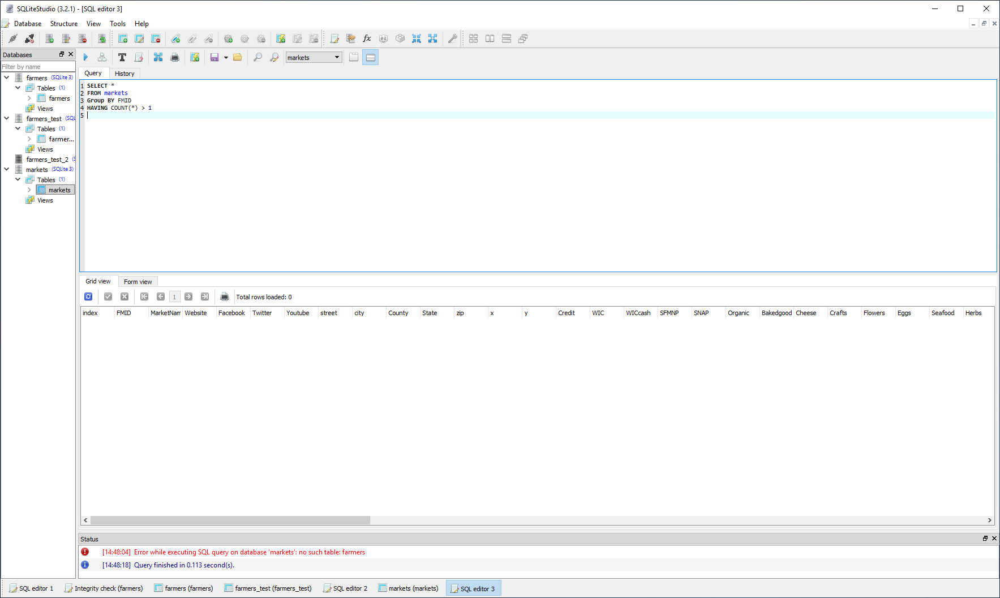 SQLiteStudio (3.2.1) - [SQL editor 3]
Database Structure View Tools Help
Databases
Filter by name
farmers (SQLite 3)
Tables (1)
farmers
Views
farmers_test (SQL
Tables (1)
farmer...
Views
farmers_test_2 (S
markets (SQLite 3)
Tables (1)
markets
Views
markets
Query History
1 SELECT *
2 FROM markets
3 Group BY FMID
4 HAVING COUNT(*) > 1
5
Grid view Form view
1 Total rows loaded: 0
index FMID MarketNam Website Facebook Twitter Youtube street city County State zip x y Credit WIC WICcash SFMNP SNAP Organic Bakedgood Cheese Crafts Flowers Eggs Seafood Herbs
Status
[14:48:04] Error while executing SQL query on database 'markets': no such table: farmers
[14:48:18] Query finished in 0.113 second(s).
SQL editor 1 Integrity check (farmers) farmers (farmers) farmers_test (farmers_test) SQL editor 2 markets (markets) SQL editor 3